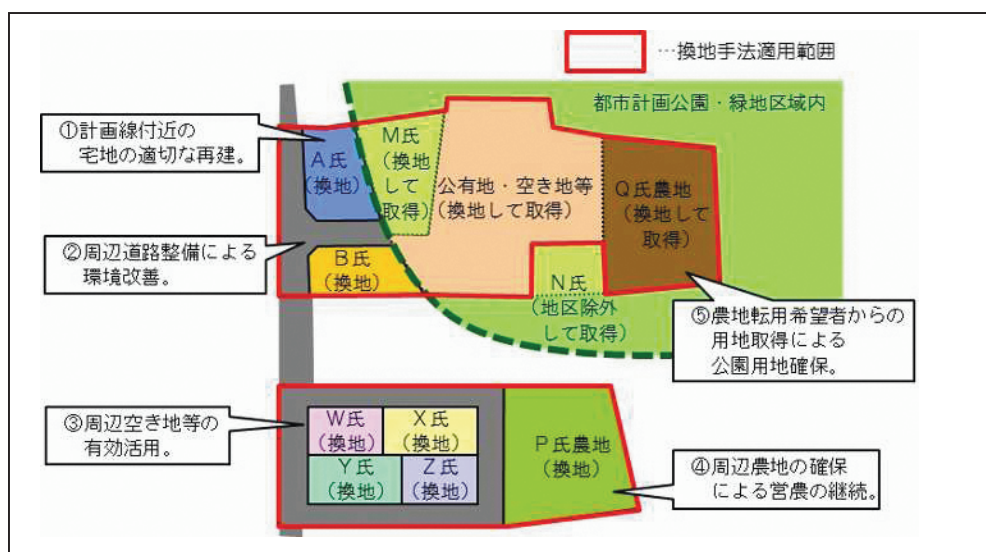 …換地手法適用範囲
都市計画公園・緑地区域内
①計画線付近の
宅地の適切な再建。
A氏
(換地)
M氏
(換地
して
取得)
公有地・空き地等
(換地して取得)
Q氏農地
(換地して
取得)
②周辺道路整備による
環境改善。
B氏
(換地)
N氏
(地区除外
して取得)
⑤農地転用希望者からの
用地取得による
公園用地確保。
③周辺空き地等の
有効活用。
W氏
(換地)
X氏
(換地)
Y氏
(換地)
Z氏
(換地)
P氏農地
(換地)
④周辺農地の確保
による営農の継続。